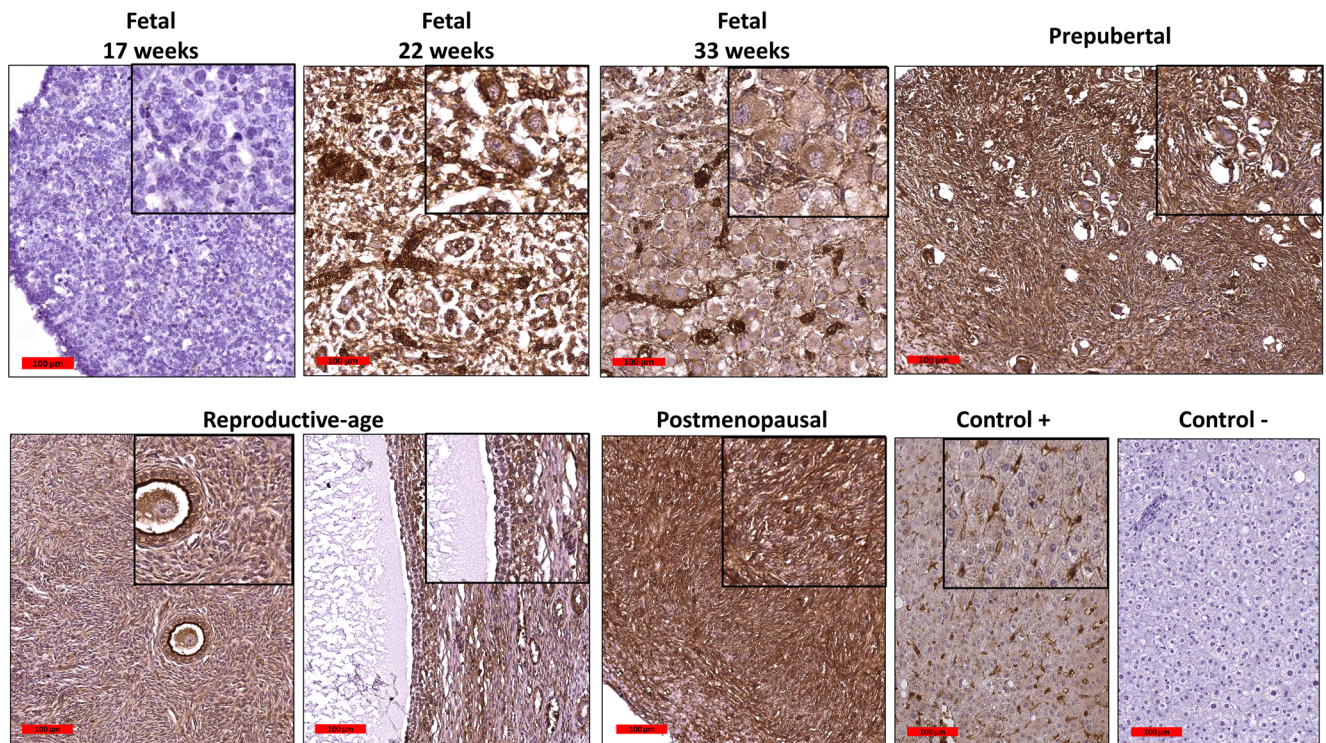 Fetal
17 weeks
Fetal
22 weeks
Fetal
33 weeks
Prepubertal
100 µm
100 µm
100 µm
100 µm
Reproductive-age
Postmenopausal
Control +
Control -
100 µm
100 µm
100 µm
100 µm
100 µm